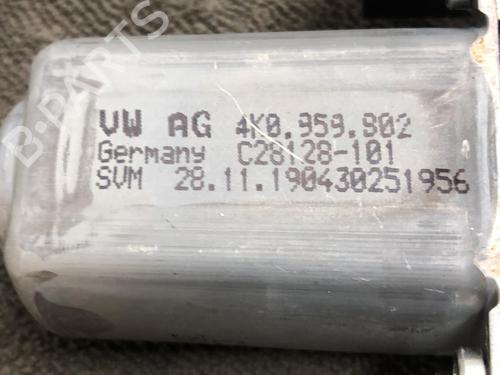 B-PARTS
VW AG 4K0.959.802
Germany C28128-101
SVM 28.11.190430251956